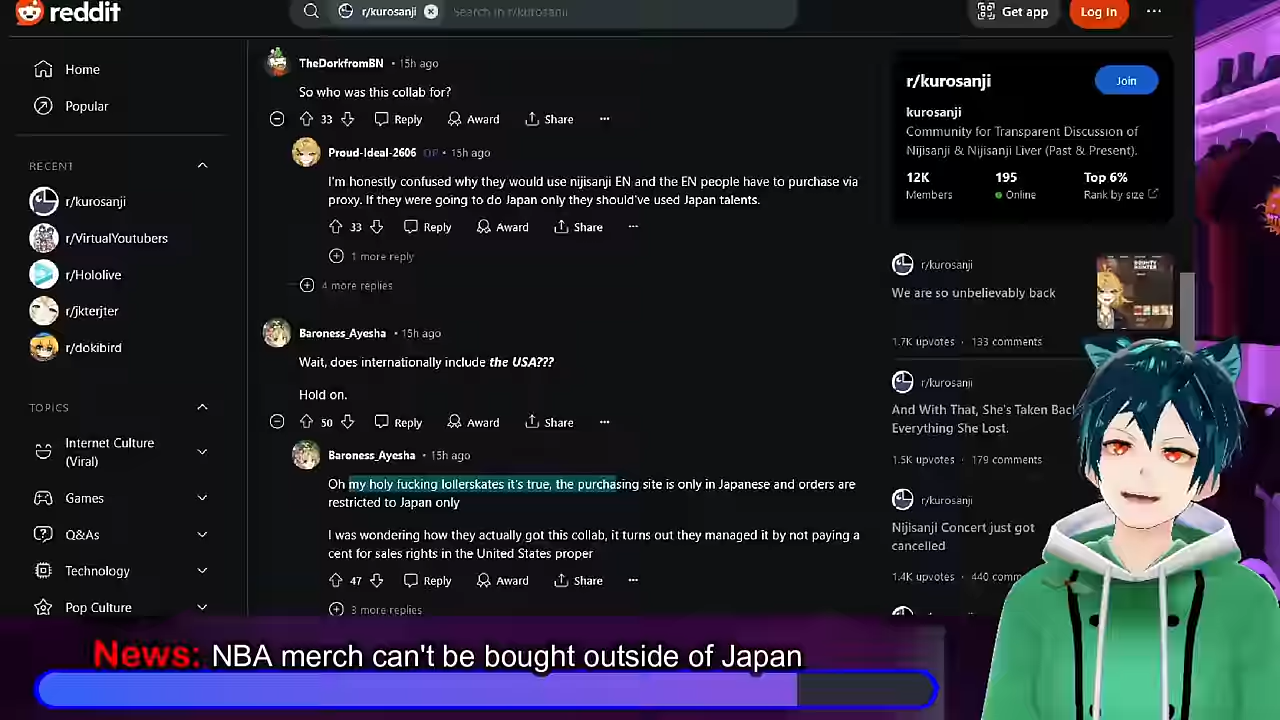 reddit
r/kurosanji
Search in r/kurosanji
Get app
Log In
Home
Popular
RECENT
r/kurosanji
r/VirtualYoutubers
r/Hololive
r/jkterjter
r/dokibird
TOPICS
Internet Culture
(Viral)
Games
Q&As
Technology
Pop Culture
TheDorkfromBN • 15h ago
So who was this collab for?
33 Reply Award Share
Proud-Ideal-2606 OP • 15h ago
I'm honestly confused why they would use nijisanji EN and the EN people have to purchase via
proxy. If they were going to do Japan only they should've used Japan talents.
33 Reply Award Share
1 more reply
4 more replies
Baroness_Ayesha • 15h ago
Wait, does internationally include the USA???
Hold on.
50 Reply Award Share
Baroness_Ayesha • 15h ago
Oh my holy fucking lollerskates it's true, the purchasing site is only in Japanese and orders are
restricted to Japan only
I was wondering how they actually got this collab, it turns out they managed it by not paying a
cent for sales rights in the United States proper
47 Reply Award Share
3 more replies
r/kurosanji
Join
kurosanji
Community for Transparent Discussion of
Nijisanji & Nijisanji Liver (Past & Present).
12K 195 Top 6%
Members Online Rank by size
r/kurosanji
We are so unbelievably back
BOUNTY
HUNTER
1.7K upvotes • 133 comments
r/kurosanji
And With That, She's Taken Back
Everything She Lost.
1.5K upvotes • 179 comments
r/kurosanji
Nijisanji Concert just got
cancelled
1.4K upvotes • 440 comm
r/kurosanji
News: NBA merch can't be bought outside of Japan